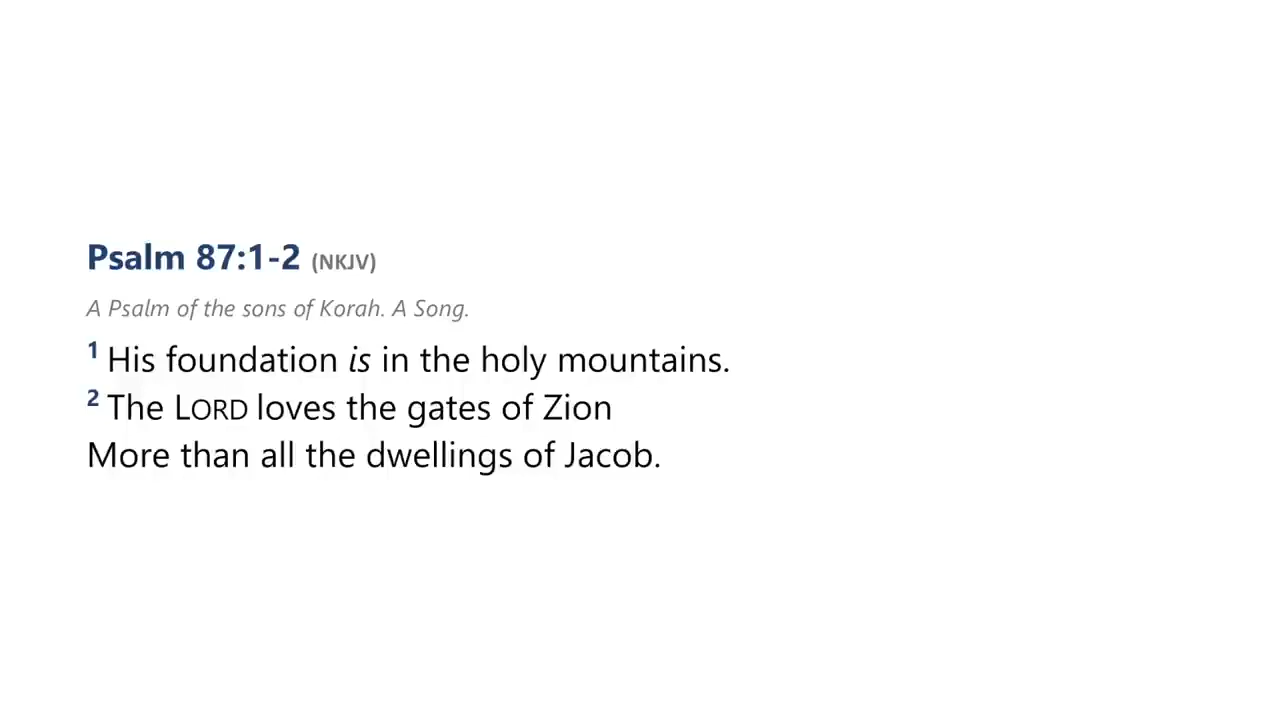 Psalm 87:1-2 (NKJV)
A Psalm of the sons of Korah. A Song.
1 His foundation is in the holy mountains.
2 The LORD loves the gates of Zion
More than all the dwellings of Jacob.